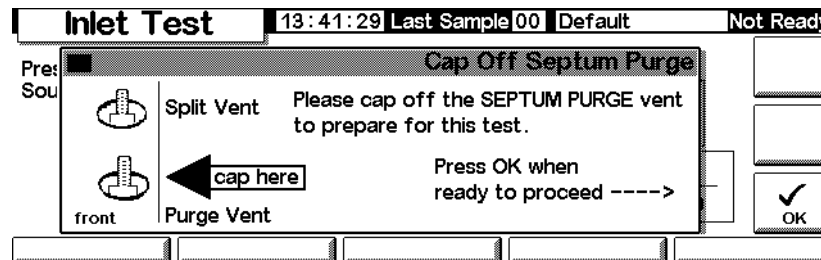 Inlet Test 13:41:29 Last Sample 00 Default Not Ready
Cap Off Septum Purge
Split Vent
Please cap off the SEPTUM PURGE vent
to prepare for this test.
cap here
Press OK when
ready to proceed ---->
front
Purge Vent
OK